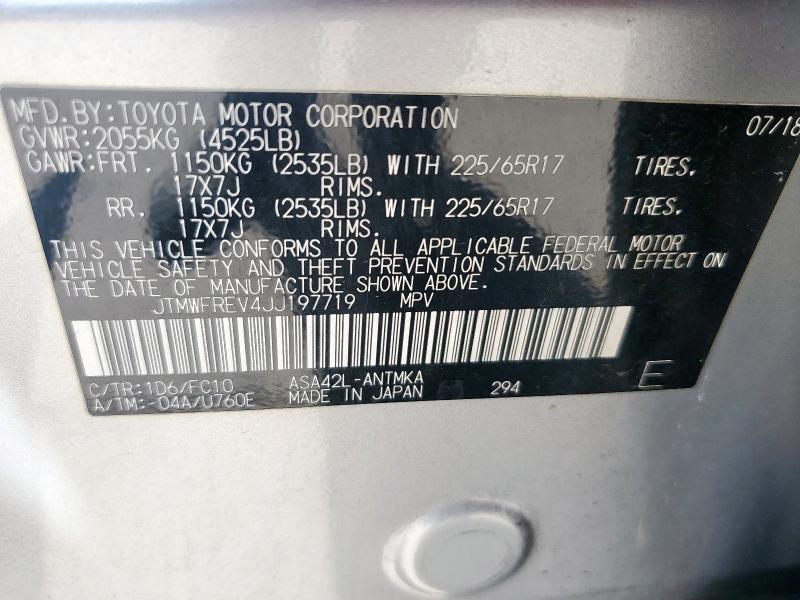 MFD.BY:TOYOTA MOTOR CORPORATION 07/18
GVWR:2055KG (4525LB)
GAWR:FRT. 1150KG (2535LB) WITH 225/65R17 TIRES.
17X7J RIMS.
RR. 1150KG (2535LB) WITH 225/65R17 TIRES.
17X7J RIMS.
THIS VEHICLE CONFORMS TO ALL APPLICABLE FEDERAL MOTOR
VEHICLE SAFETY AND THEFT PREVENTION STANDARDS IN EFFECT ON
THE DATE OF MANUFACTURE SHOWN ABOVE.
JTMWFREV4JJ197719 MPV
C/TR:1D6/FC10 ASA42L-ANTMKA 294 E
A/TM:-04A/U760E MADE IN JAPAN